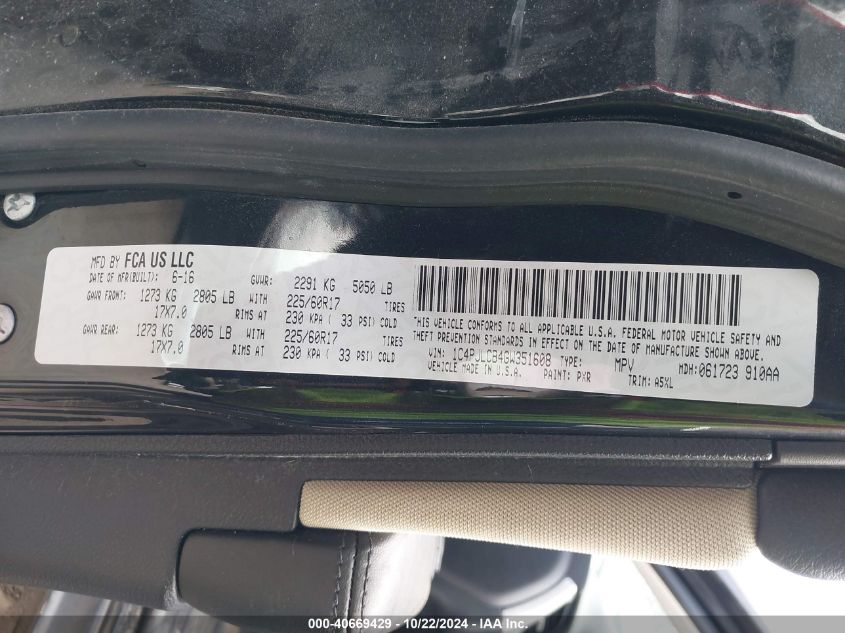 MFD BY FCA US LLC
DATE OF MFR(BUILT): 6-16 GVWR: 2291 KG 5050 LB
GAWR FRONT: 1273 KG 2805 LB WITH 225/60R17 TIRES
17X7.0 RIMS AT 230 KPA ( 33 PSI) COLD
GAWR REAR: 1273 KG 2805 LB WITH 225/60R17 TIRES
17X7.0 RIMS AT 230 KPA ( 33 PSI) COLD
THIS VEHICLE CONFORMS TO ALL APPLICABLE U.S.A. FEDERAL MOTOR VEHICLE SAFETY AND
THEFT PREVENTION STANDARDS IN EFFECT ON THE DATE OF MANUFACTURE SHOWN ABOVE.
VIN: 1C4PJLCB4GW351608 TYPE: MPV MDH: 061723 910AA
VEHICLE MADE IN U.S.A. PAINT: PXR TRIM: A5XL
000-40669429 - 10/22/2024 - IAA Inc.